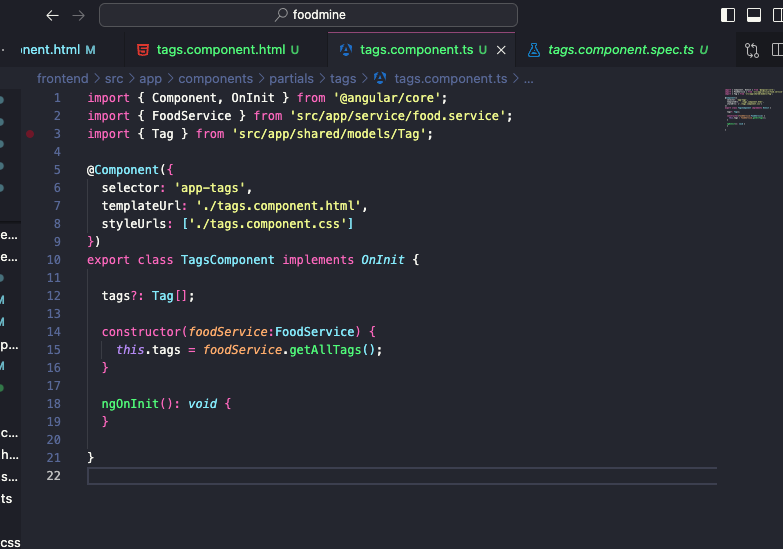 foodmine
nent.html M
tags.component.html U
tags.component.ts U
tags.component.spec.ts U
frontend > src > app > components > partials > tags > tags.component.ts > ...
1 import { Component, OnInit } from '@angular/core';
2 import { FoodService } from 'src/app/service/food.service';
3 import { Tag } from 'src/app/shared/models/Tag';
4
5 @Component({
6 selector: 'app-tags',
7 templateUrl: './tags.component.html',
8 styleUrls: ['./tags.component.css']
9 })
10 export class TagsComponent implements OnInit {
11
12 tags?: Tag[];
13
14 constructor(foodService:FoodService) {
15 this.tags = foodService.getAllTags();
16 }
17
18 ngOnInit(): void {
19 }
20
21 }
22
e...
e...
M
M
p...
M
c...
h...
s...
ts
css